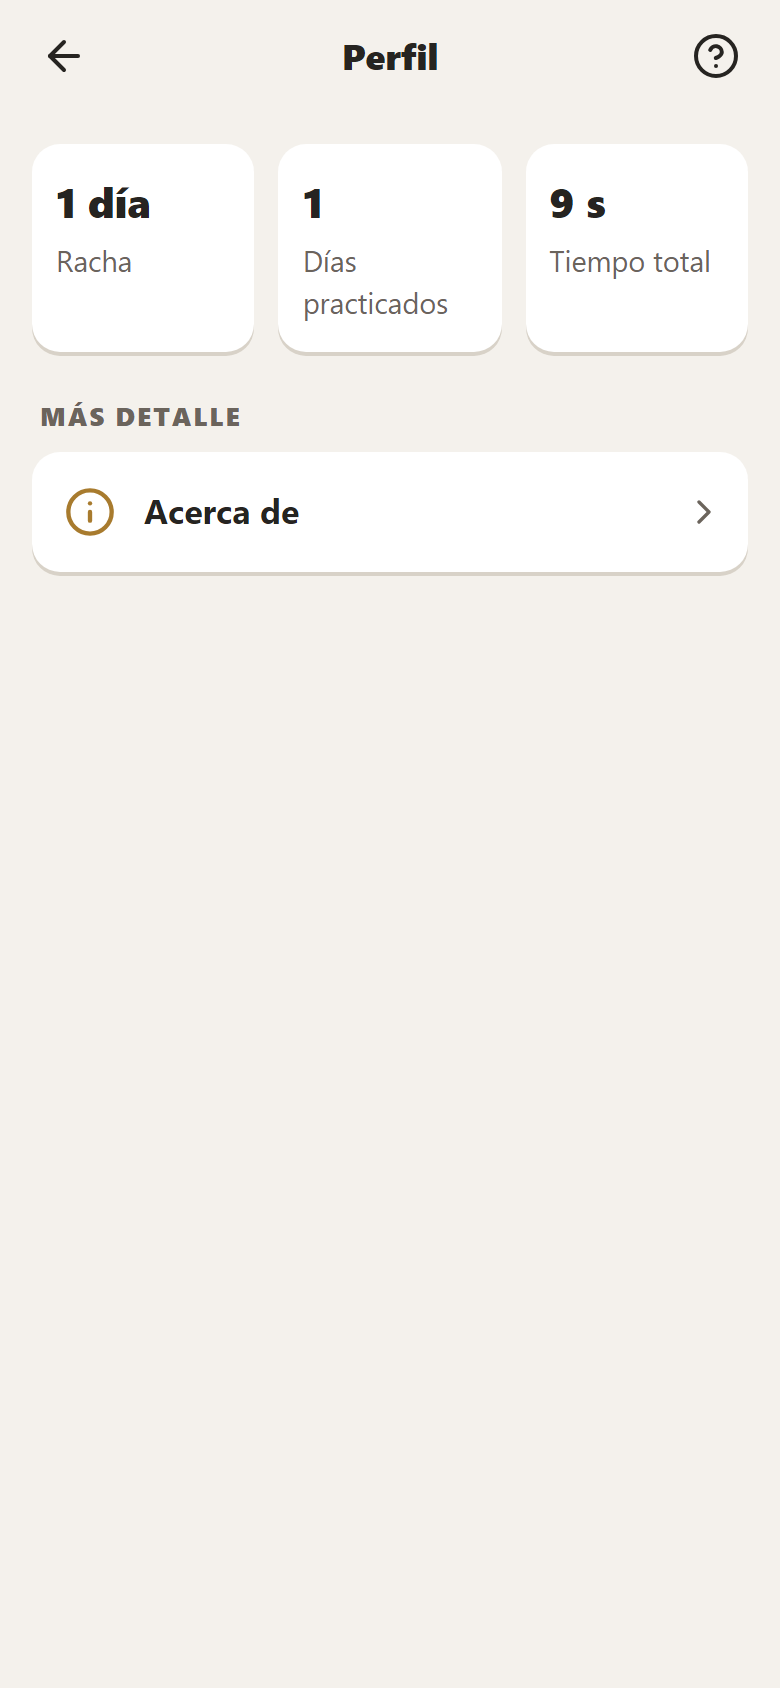 Perfil
1 día
Racha
1
Días
practicados
9 s
Tiempo total
MÁS DETALLE
Acerca de